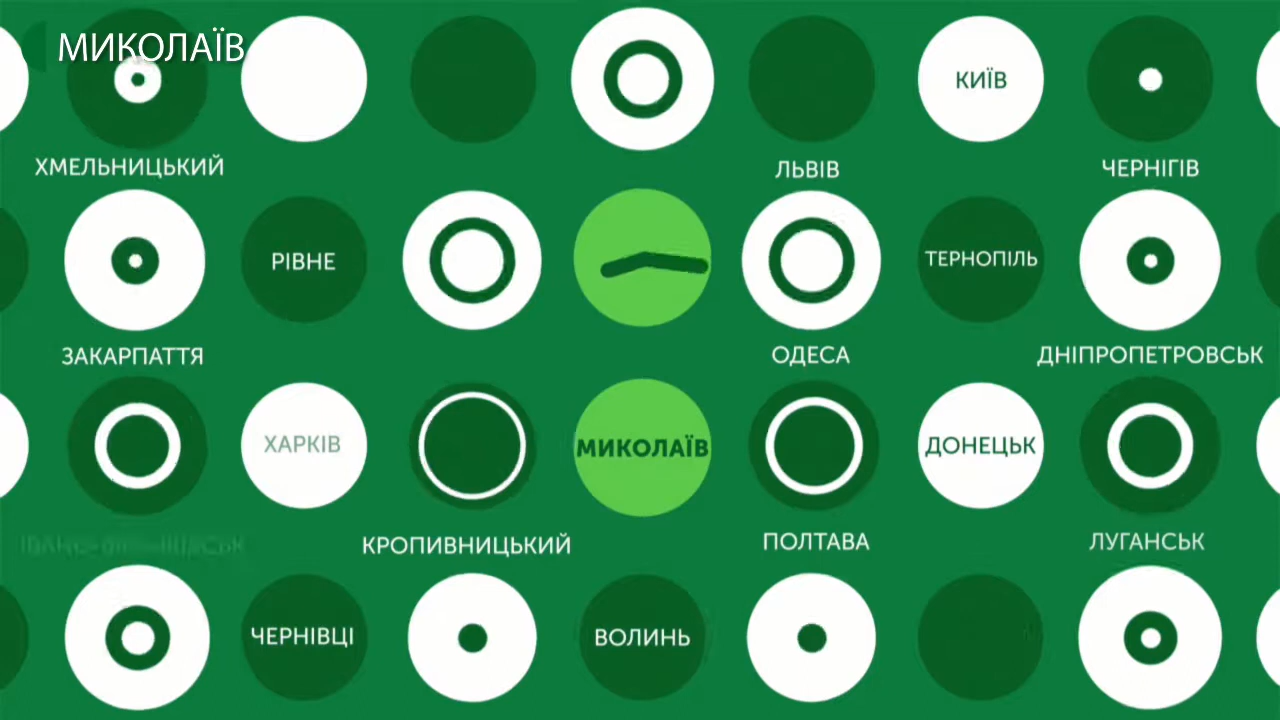 МИКОЛАЇВ
КИЇВ
ХМЕЛЬНИЦЬКИЙ
ЛЬВІВ
ЧЕРНІГІВ
РІВНЕ
ТЕРНОПІЛЬ
ЗАКАРПАТТЯ
ОДЕСА
ДНІПРОПЕТРОВСЬК
ХАРКІВ
МИКОЛАЇВ
ДОНЕЦЬК
КРОПИВНИЦЬКИЙ
ПОЛТАВА
ЛУГАНСЬК
ЧЕРНІВЦІ
ВОЛИНЬ